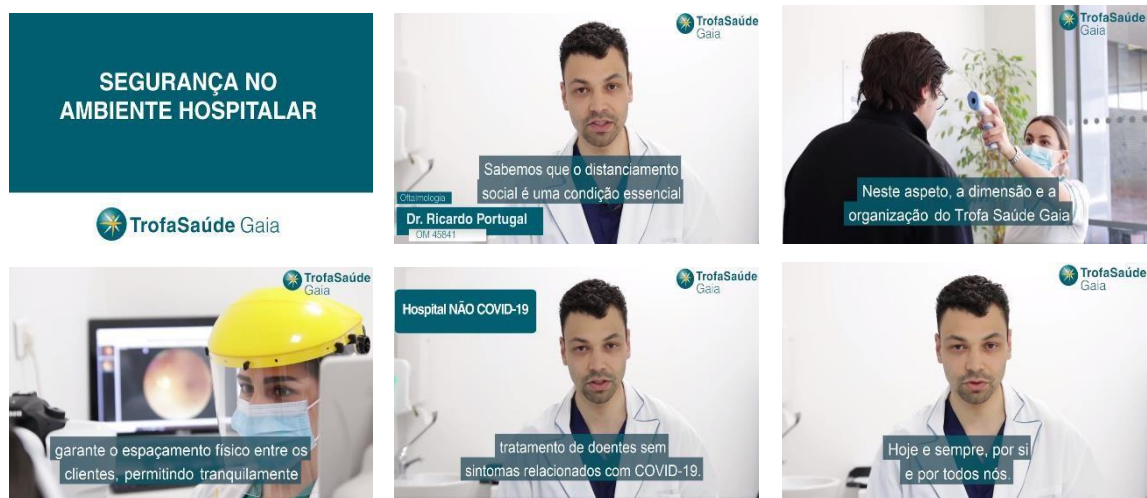 SEGURANÇA NO
AMBIENTE HOSPITALAR
TrofaSaúde Gaia
TrofaSaúde
Gaia
Sabemos que o distanciamento
social é uma condição essencial
Oftalmologia
Dr. Ricardo Portugal
OM 45841
TrofaSaúde
Gaia
Neste aspeto, a dimensão e a
organização do Trofa Saúde Gaia
TrofaSaúde
Gaia
garante o espaçamento físico entre os
clientes, permitindo tranquilamente
TrofaSaúde
Gaia
Hospital NÃO COVID-19
tratamento de doentes sem
sintomas relacionados com COVID-19.
TrofaSaúde
Gaia
Hoje e sempre, por si
e por todos nós.